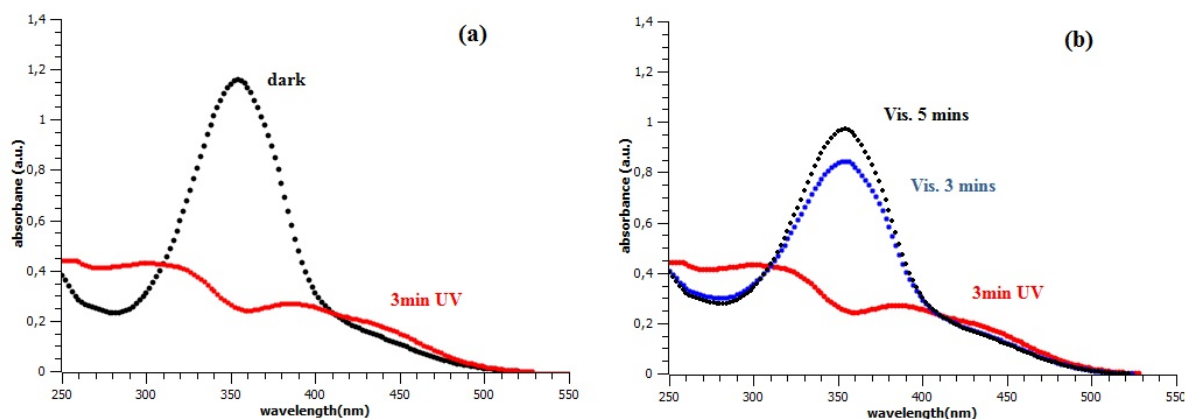 (a)
1,4
1,2
1
0,8
0,6
0,4
0,2
0
absorbane (a.u.)
dark
3min UV
250 300 350 400 450 500 550
wavelength(nm)
(b)
1,4
1,2
1
0,8
0,6
0,4
0,2
0
absorbance (a.u.)
Vis. 5 mins
Vis. 3 mins
3min UV
250 300 350 400 450 500 550
wavelength(nm)